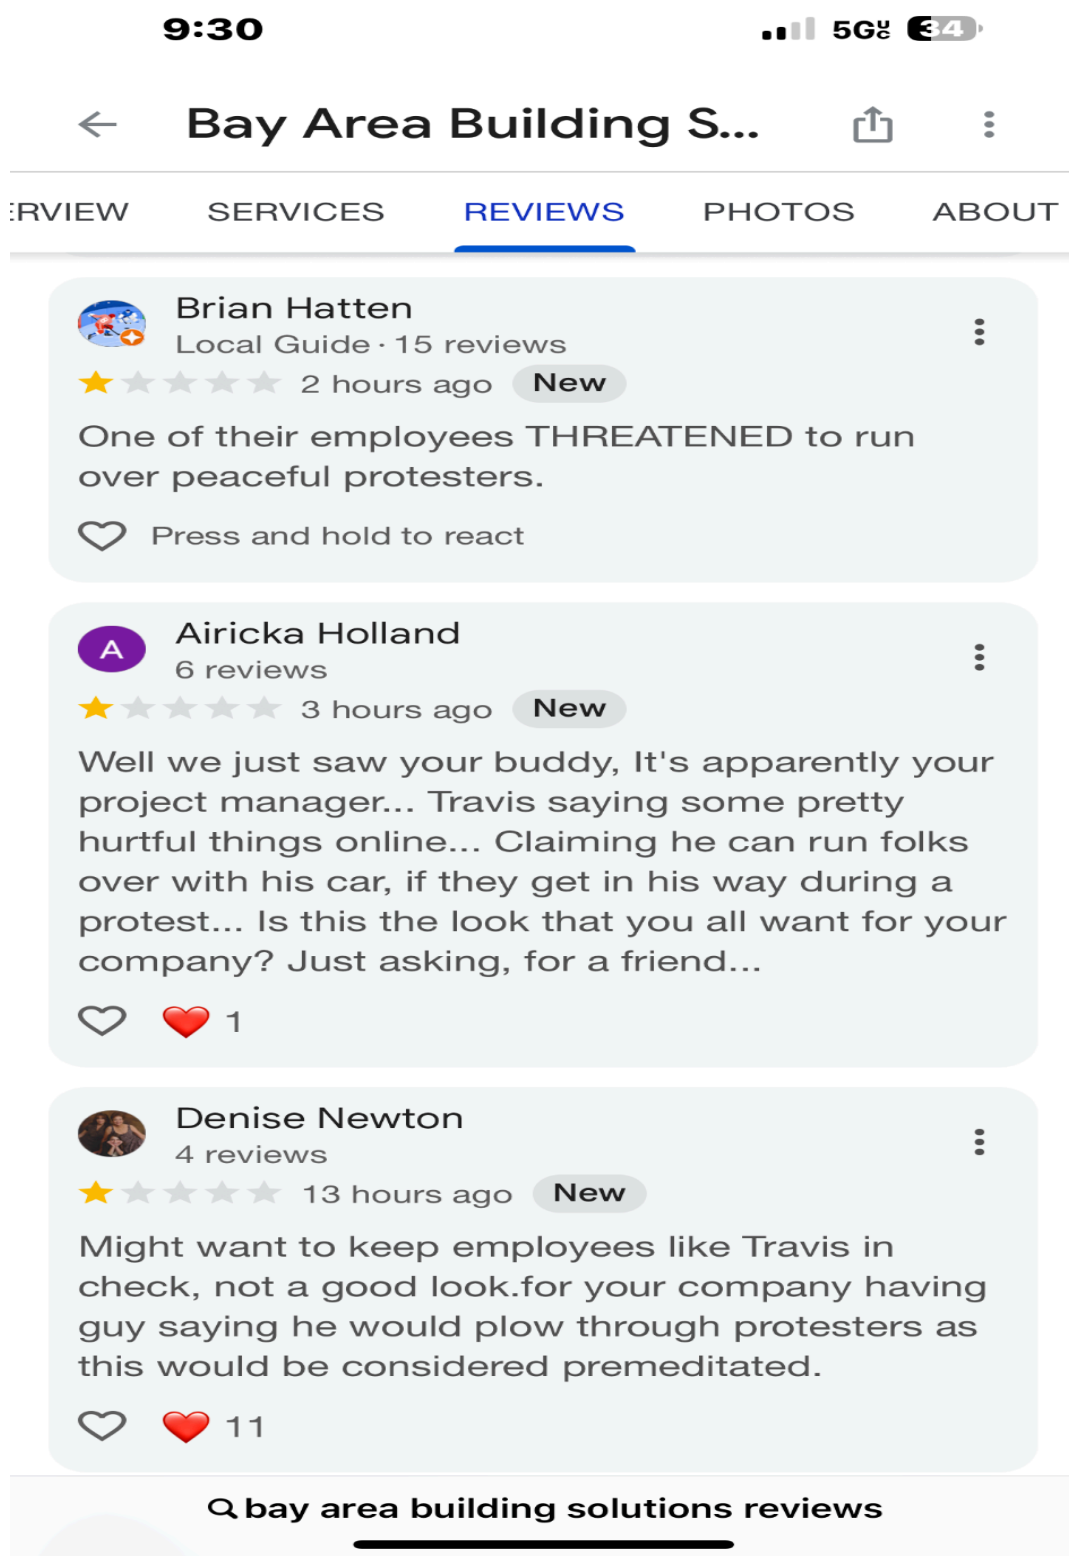 9:30
5G
34
Bay Area Building S...
ERVIEW SERVICES REVIEWS PHOTOS ABOUT
Brian Hatten
Local Guide · 15 reviews
2 hours ago New
One of their employees THREATENED to run
over peaceful protesters.
Press and hold to react
A
Airicka Holland
6 reviews
3 hours ago New
Well we just saw your buddy, It's apparently your
project manager... Travis saying some pretty
hurtful things online... Claiming he can run folks
over with his car, if they get in his way during a
protest... Is this the look that you all want for your
company? Just asking, for a friend...
1
Denise Newton
4 reviews
13 hours ago New
Might want to keep employees like Travis in
check, not a good look.for your company having
guy saying he would plow through protesters as
this would be considered premeditated.
11
bay area building solutions reviews